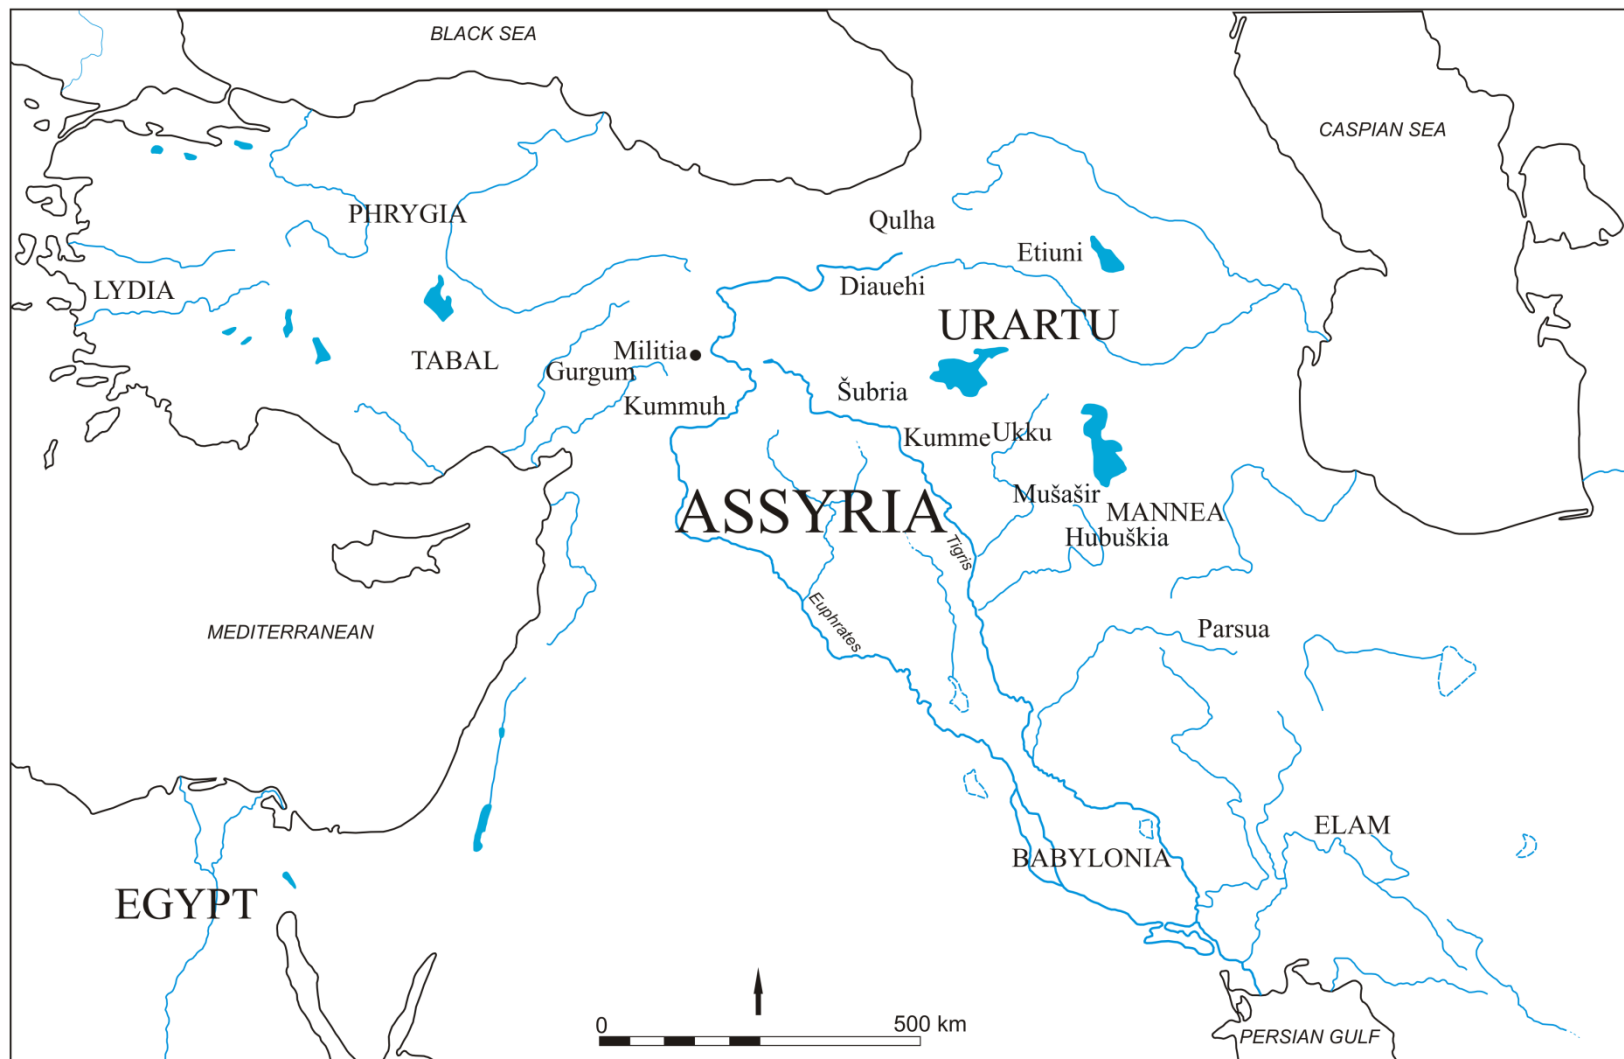 BLACK SEA
CASPIAN SEA
PHRYGIA
Qulha
Etiuni
LYDIA
Diauehi
URARTU
TABAL
Militia
Gurgum
Šubria
Kummuh
Kumme
Ukku
ASSYRIA
Mušašir
MANNEA
Hubuškia
Tigris
Euphrates
MEDITERRANEAN
Parsua
ELAM
BABYLONIA
EGYPT
0 500 km
PERSIAN GULF